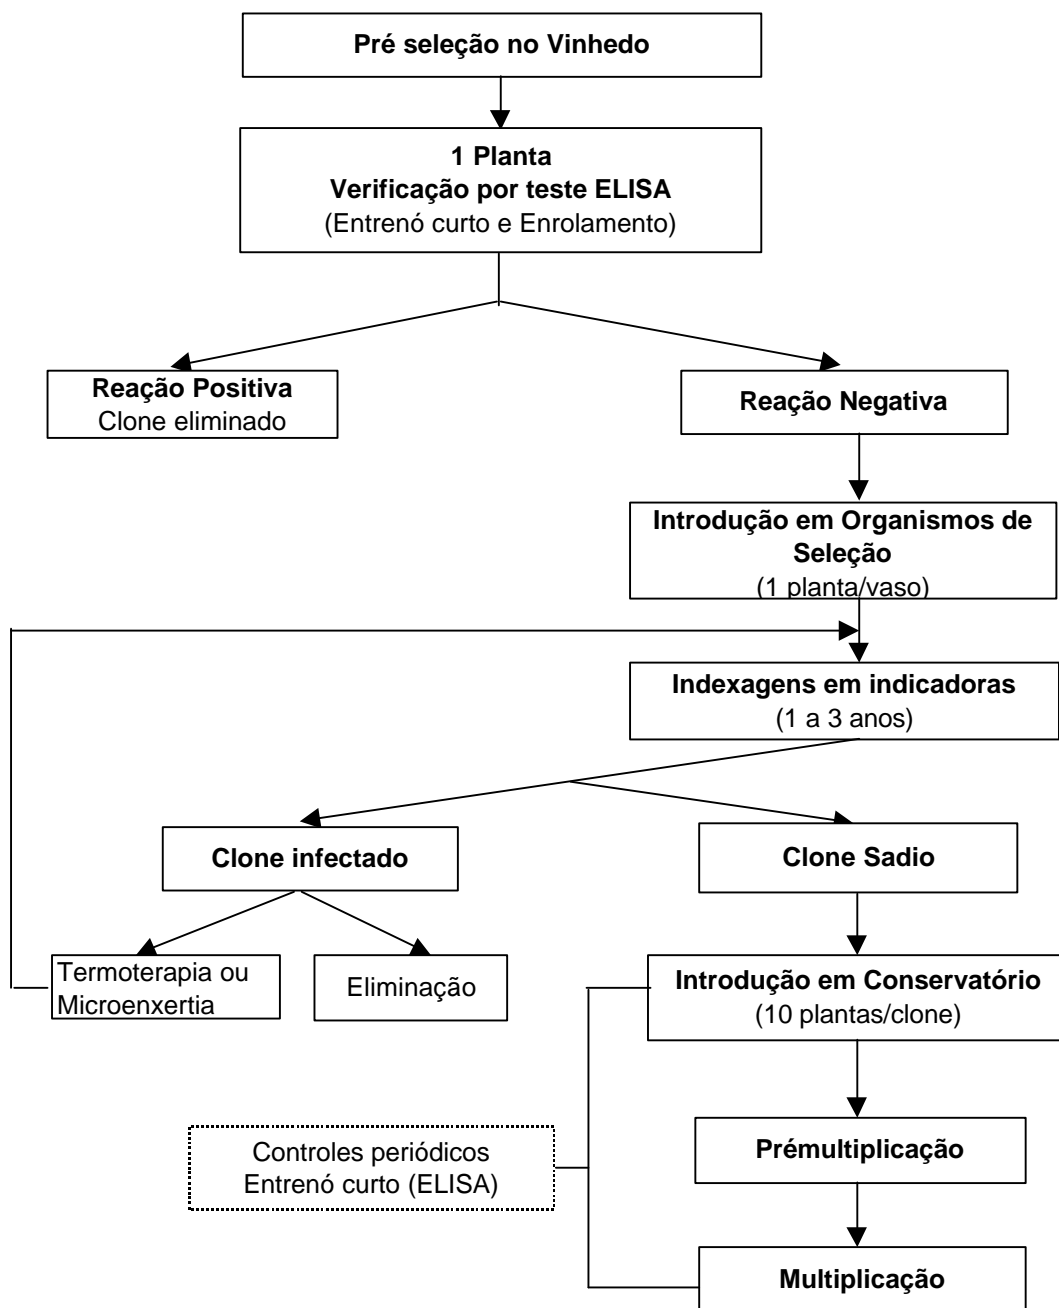 Pré seleção no Vinhedo
1 Planta
Verificação por teste ELISA
(Entrenó curto e Enrolamento)
Reação Positiva
Clone eliminado
Reação Negativa
Introdução em Organismos de
Seleção
(1 planta/vaso)
Indexagens em indicadoras
(1 a 3 anos)
Clone infectado
Clone Sadio
Termoterapia ou
Microenxertia
Eliminação
Introdução em Conservatório
(10 plantas/clone)
Controles periódicos
Entrenó curto (ELISA)
Prémultiplicação
Multiplicação